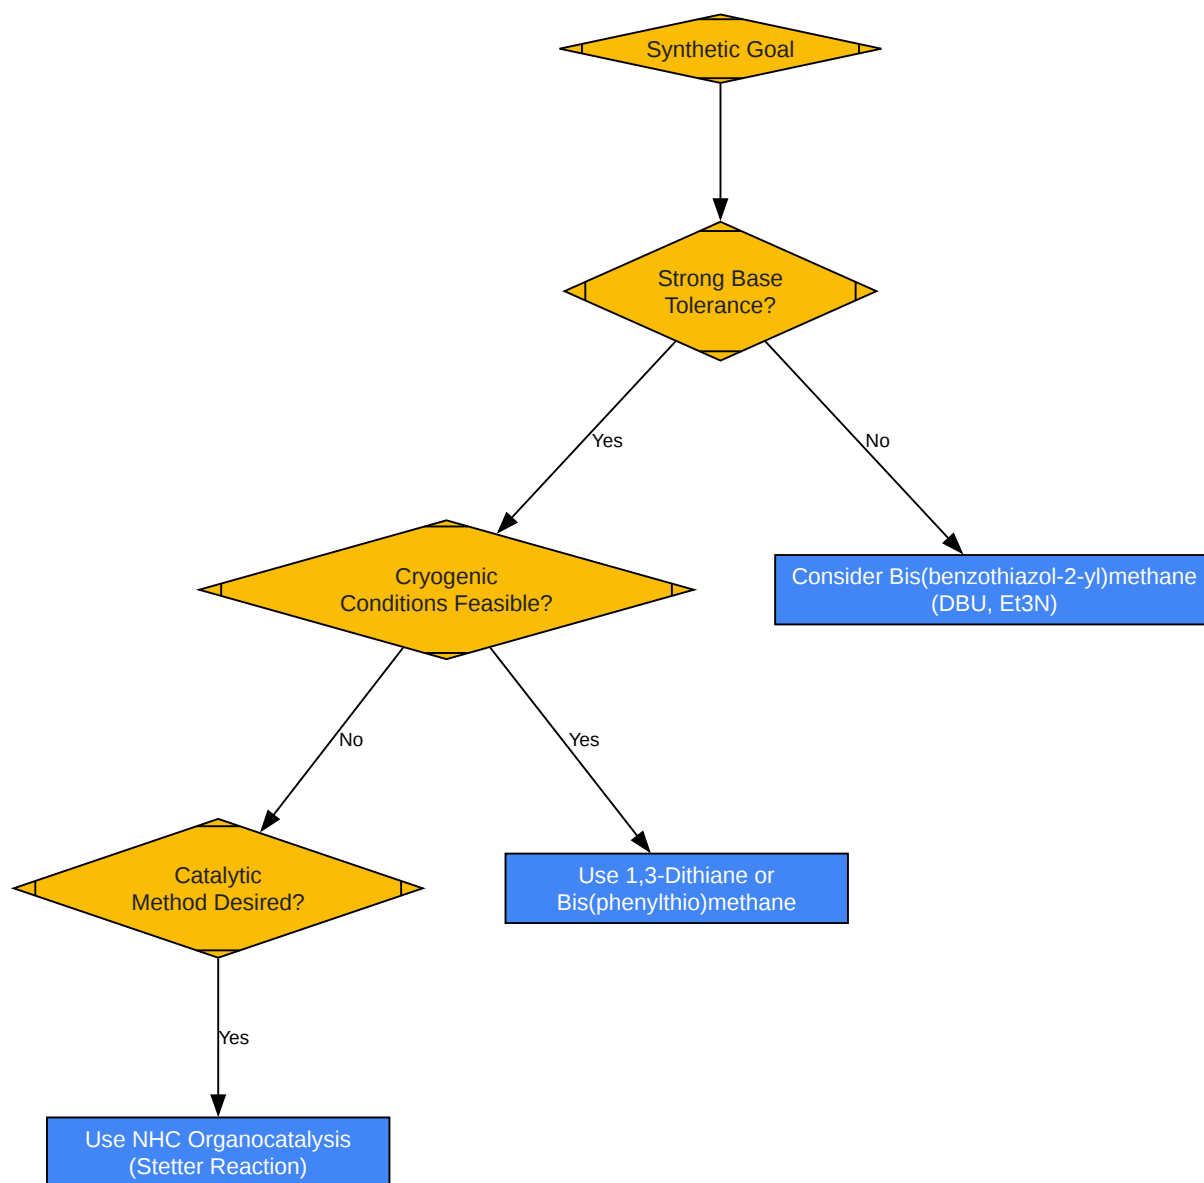 Synthetic Goal
Strong Base
Tolerance?
Yes
No
Cryogenic
Conditions Feasible?
Consider Bis(benzothiazol-2-yl)methane
(DBU, Et3N)
No
Yes
Catalytic
Method Desired?
Use 1,3-Dithiane or
Bis(phenylthio)methane
Yes
Use NHC Organocatalysis
(Stetter Reaction)